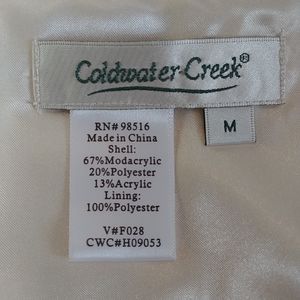 Coldwater Creek®
M
RN# 98516
Made in China
Shell:
67%Modacrylic
20%Polyester
13%Acrylic
Lining:
100%Polyester
V#F028
CWC#H09053